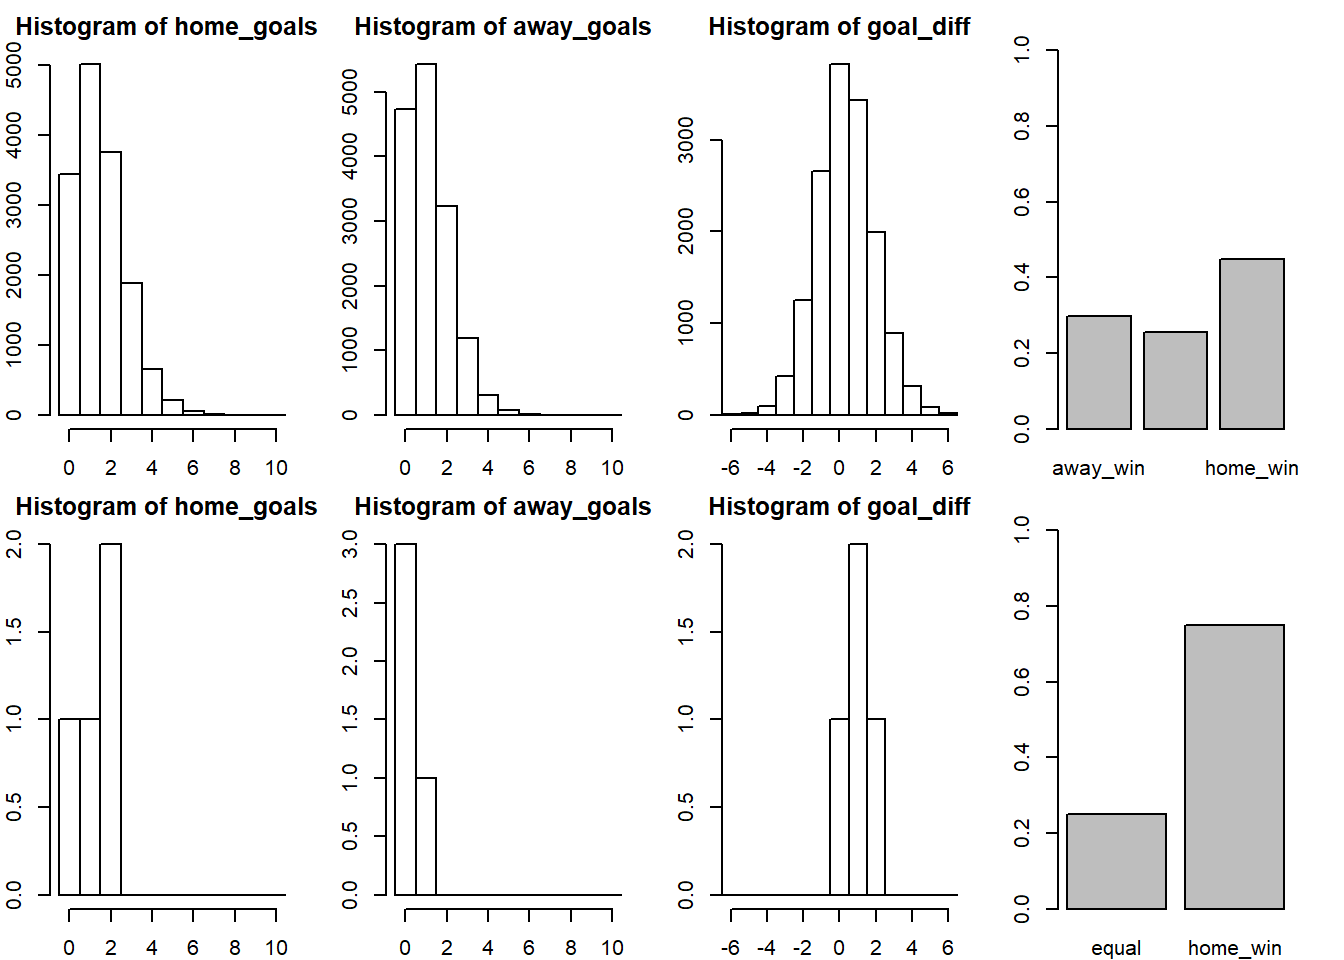 Histogram of home_goals
0 1000 2000 3000 4000 5000
0 2 4 6 8 10
Histogram of away_goals
0 1000 2000 3000 4000 5000
0 2 4 6 8 10
Histogram of goal_diff
0 1000 2000 3000
-6 -4 -2 0 2 4 6
0.0 0.2 0.4 0.6 0.8 1.0
away_win home_win
Histogram of home_goals
0.0 0.5 1.0 1.5 2.0
0 2 4 6 8 10
Histogram of away_goals
0.0 0.5 1.0 1.5 2.0 2.5 3.0
0 2 4 6 8 10
Histogram of goal_diff
0.0 0.5 1.0 1.5 2.0
-6 -4 -2 0 2 4 6
0.0 0.2 0.4 0.6 0.8 1.0
equal home_win